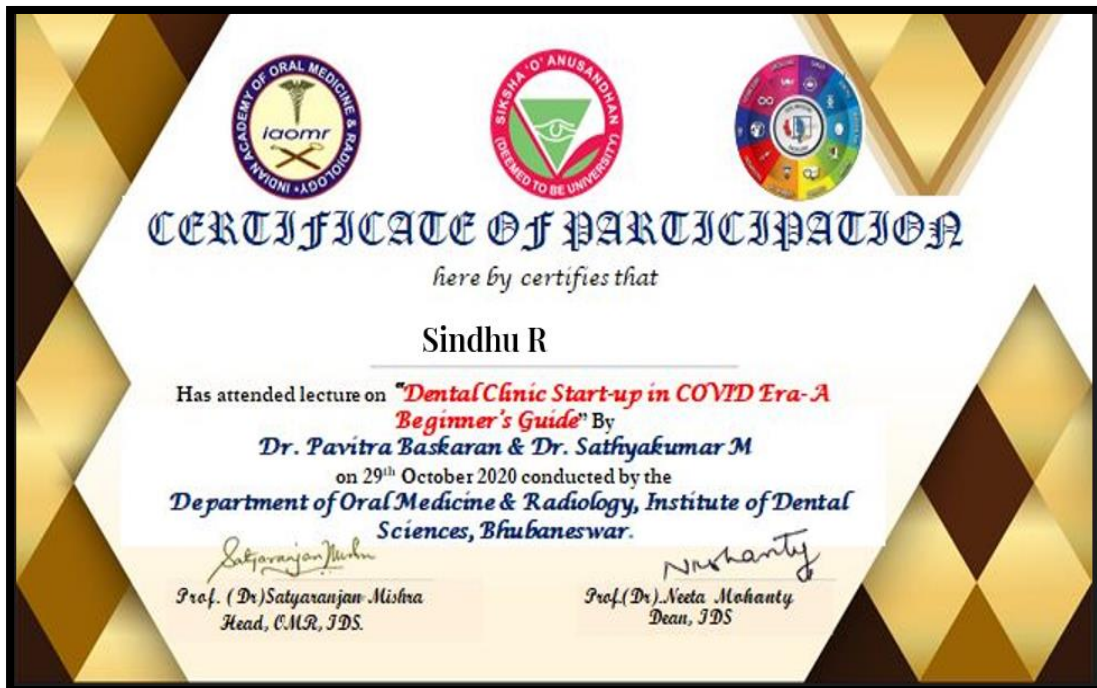 INDIAN ACADEMY OF ORAL MEDICINE & RADIOLOGY
iaomr
SIKSHA 'O' ANUSANDHAN
(DEEMED TO BE UNIVERSITY)
CERTIFICATE OF PARTICIPATION
here by certifies that
Sindhu R
Has attended lecture on "Dental Clinic Start-up in COVID Era- A
Beginner's Guide" By
Dr. Pavitra Baskaran & Dr. Sathyakumar M
on 29th October 2020 conducted by the
Department of Oral Medicine & Radiology, Institute of Dental
Sciences, Bhubaneswar.
Satyaranjan Mishra
NMohanty
Prof. (Dr)Satyaranjan Mishra
Head, OMR, IDS.
Prof.(Dr).Neeta Mohanty
Dean, IDS